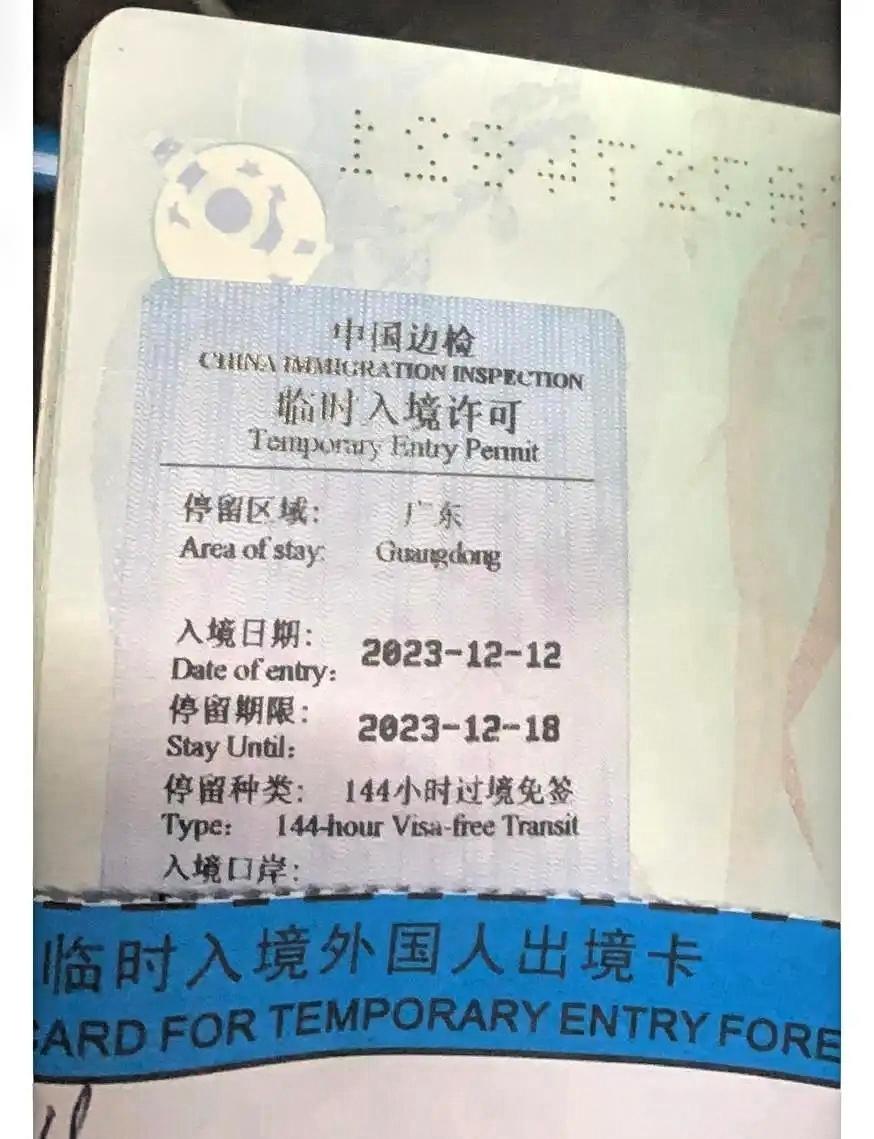 中国边检
CHINA IMMIGRATION INSPECTION
临时入境许可
Temporary Entry Permit
停留区域: 广东
Area of stay: Guangdong
入境日期:
Date of entry: 2023-12-12
停留期限:
Stay Until: 2023-12-18
停留种类: 144小时过境免签
Type: 144-hour Visa-free Transit
入境口岸:
临时入境外国人出境卡
CARD FOR TEMPORARY ENTRY FORE